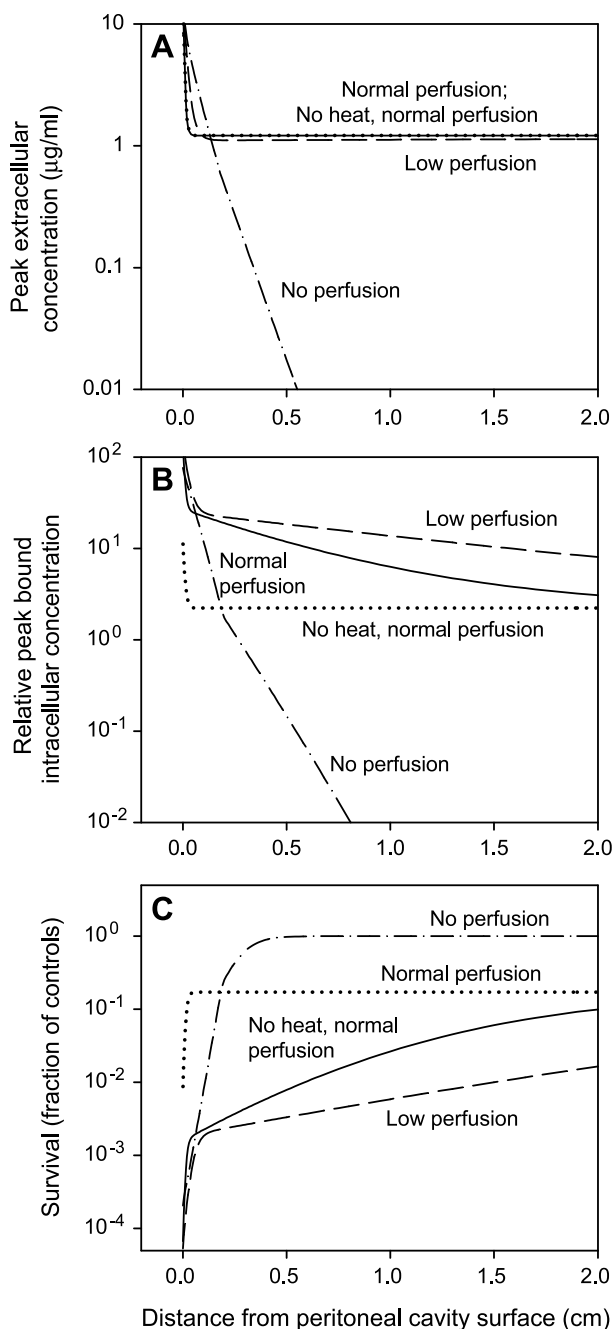 A
Peak extracellular
concentration (μg/ml)
10
1
0.1
0.01
Normal perfusion;
No heat, normal perfusion
Low perfusion
No perfusion
0.0 0.5 1.0 1.5 2.0
B
Relative peak bound
intracellular concentration
10²
10¹
10⁰
10⁻¹
10⁻²
Low perfusion
Normal
perfusion
No heat, normal perfusion
No perfusion
0.0 0.5 1.0 1.5 2.0
C
Survival (fraction of controls)
10⁰
10⁻¹
10⁻²
10⁻³
10⁻⁴
No perfusion
Normal perfusion
No heat, normal
perfusion
Low perfusion
0.0 0.5 1.0 1.5 2.0
Distance from peritoneal cavity surface (cm)